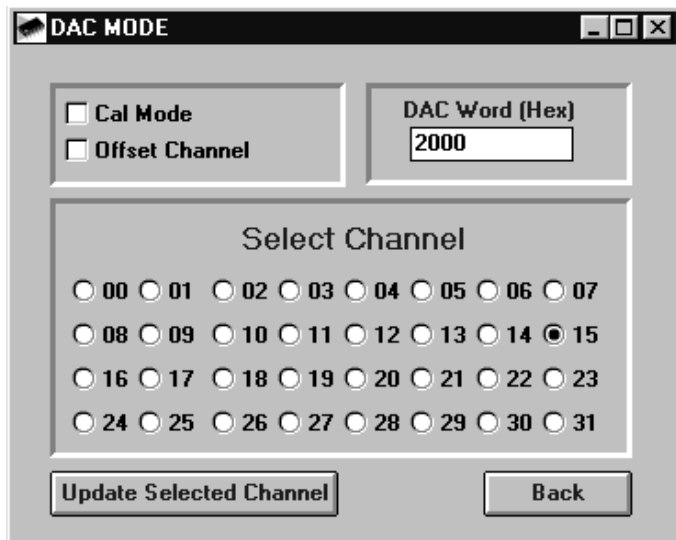 DAC MODE
Cal Mode
Offset Channel
DAC Word (Hex)
2000
Select Channel
00 01 02 03 04 05 06 07
08 09 10 11 12 13 14 15
16 17 18 19 20 21 22 23
24 25 26 27 28 29 30 31
Update Selected Channel Back